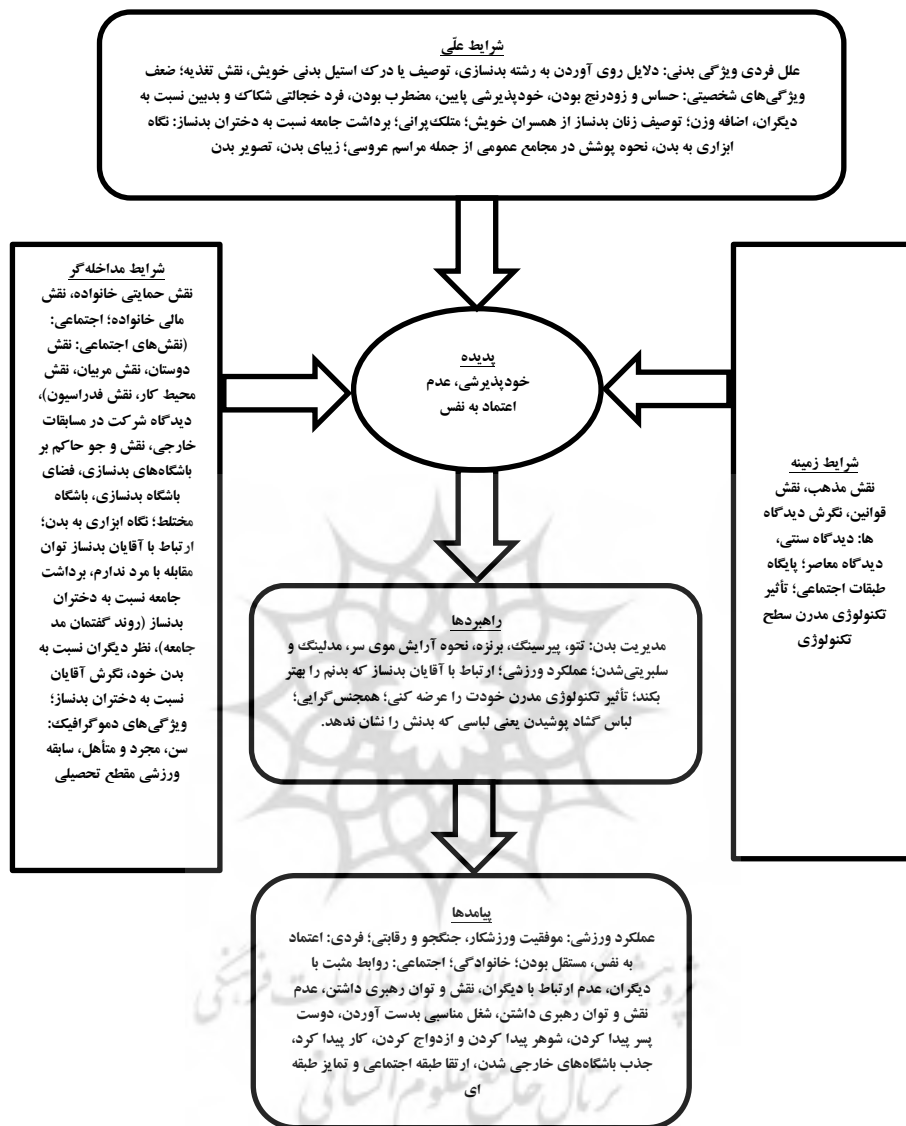 شرایط علّی
علل فردی ویژگی بدنی: دلایل روی آوردن به رشته بدنسازی، توصیف یا درک استیل بدنی خویش، نقش تغذیه؛ ضعف
ویژگی‌های شخصیتی: حساس و زودرنج بودن، خودپذیرشی پایین، مضطرب بودن، فرد خجالتی شکاک و بدبین نسبت به
دیگران، اضافه وزن؛ توصیف زنان بدنساز از همسران خویش؛ متلک‌پرانی؛ برداشت جامعه نسبت به دختران بدنساز: نگاه
ابزاری به بدن، نحوه پوشش در مجامع عمومی از جمله مراسم عروسی؛ زیبای بدن، تصویر بدن
شرایط زمینه
نقش مذهب، نقش
قوانین، نگرش دیدگاه
ها: دیدگاه سنتی،
دیدگاه معاصر؛ پایگاه
طبقات اجتماعی؛ تأثیر
تکنولوژی مدرن سطح
تکنولوژی
پدیده
خودپذیرشی، عدم
اعتماد به نفس
شرایط مداخله‌گر
نقش حمایتی خانواده، نقش
مالی خانواده؛ اجتماعی:
(نقش‌های اجتماعی: نقش
دوستان، نقش مربیان، نقش
محیط کار، نقش فدراسیون)،
دیدگاه شرکت در مسابقات
خارجی، نقش و جو حاکم بر
باشگاه‌های بدنسازی، فضای
باشگاه بدنسازی، باشگاه
مختلط؛ نگاه ابزاری به بدن؛
ارتباط با آقایان بدنساز توان
مقابله با مرد ندارم، برداشت
جامعه نسبت به دختران
بدنساز (روند گفتمان مد
جامعه)، نظر دیگران نسبت به
بدن خود، نگرش آقایان
نسبت به دختران بدنساز؛
ویژگی‌های دموگرافیک:
سن، مجرد و متأهل، سابقه
ورزشی مقطع تحصیلی
راهبردها
مدیریت بدن: تتو، پیرسینگ، برنزه، نحوه آرایش موی سر، مدلینگ و
سلبریتی‌شدن؛ عملکرد ورزشی؛ ارتباط با آقایان بدنساز که بدنم را بهتر
بکند؛ تأثیر تکنولوژی مدرن خودت را عرضه کنی؛ همجنس‌گرایی؛
لباس گشاد پوشیدن یعنی لباسی که بدنش را نشان ندهد.
پیامدها
عملکرد ورزشی: موفقیت ورزشکار، جنگجو و رقابتی؛ فردی: اعتماد
به نفس، مستقل بودن؛ خانوادگی؛ اجتماعی: روابط مثبت با
دیگران، عدم ارتباط با دیگران، نقش و توان رهبری داشتن، عدم
نقش و توان رهبری داشتن، شغل مناسبی بدست آوردن، دوست
پسر پیدا کردن، شوهر پیدا کردن و ازدواج کردن، کار پیدا کرد،
جذب باشگاه‌های خارجی شدن، ارتقا طبقه اجتماعی و تمایز طبقه
ای
پژوهشگاه علوم انسانی و مطالعات فرهنگی
پرتال جامع علوم انسانی